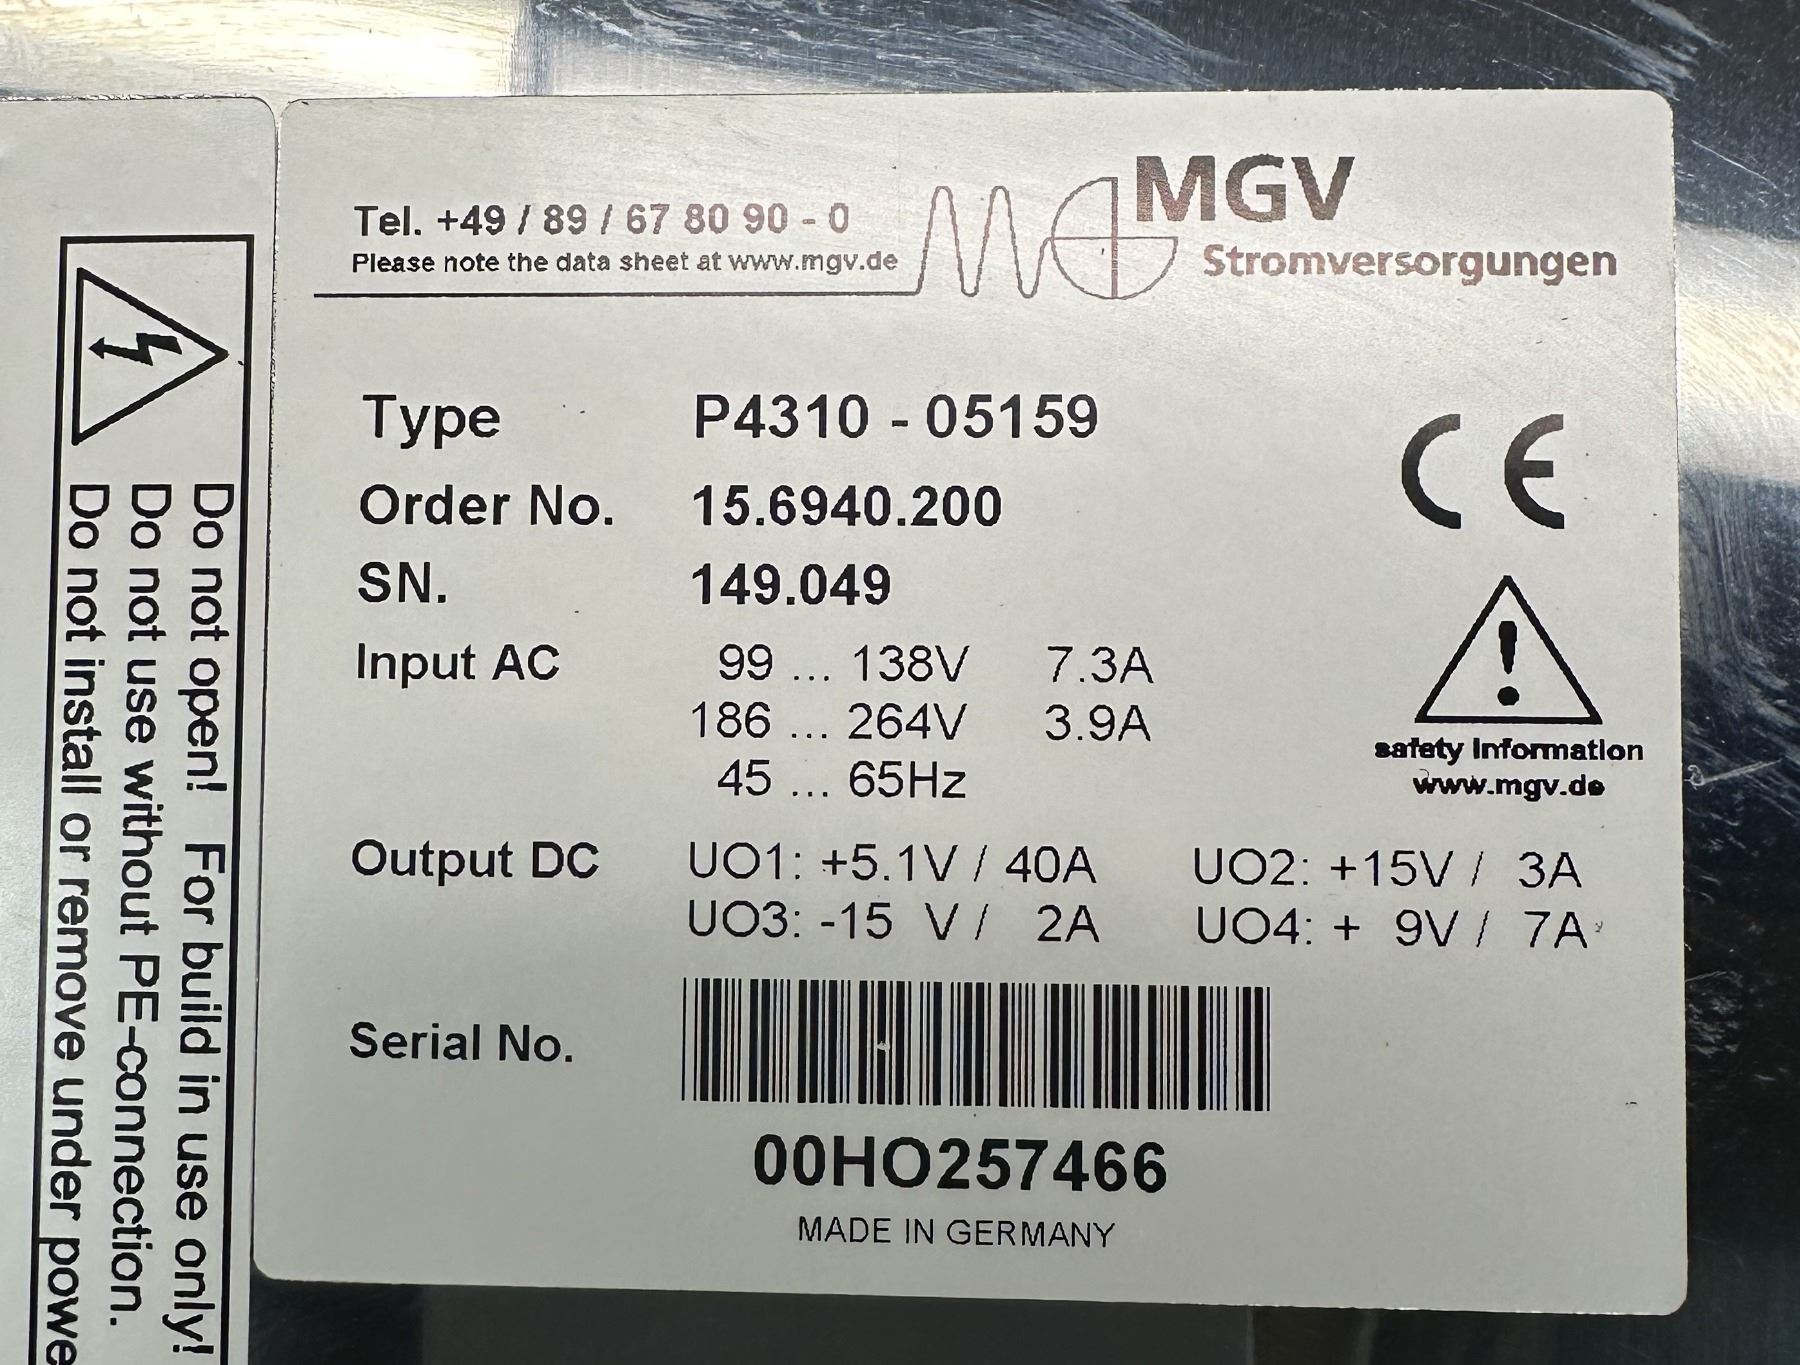 Do not open! For build in use only!
Do not use without PE-connection.
Do not install or remove under
Tel. +49 / 89 / 67 80 90 - 0
Please note the data sheet at www.mgv.de
MGV
Stromversorgungen
Type P4310 - 05159
Order No. 15.6940.200
SN. 149.049
Input AC 99 ... 138V 7.3A
186 ... 264V 3.9A
45 ... 65Hz
CE
safety Information
www.mgv.de
Output DC UO1: +5.1V / 40A UO2: +15V / 3A
UO3: -15 V / 2A UO4: + 9V / 7A
Serial No.
00HO257466
MADE IN GERMANY